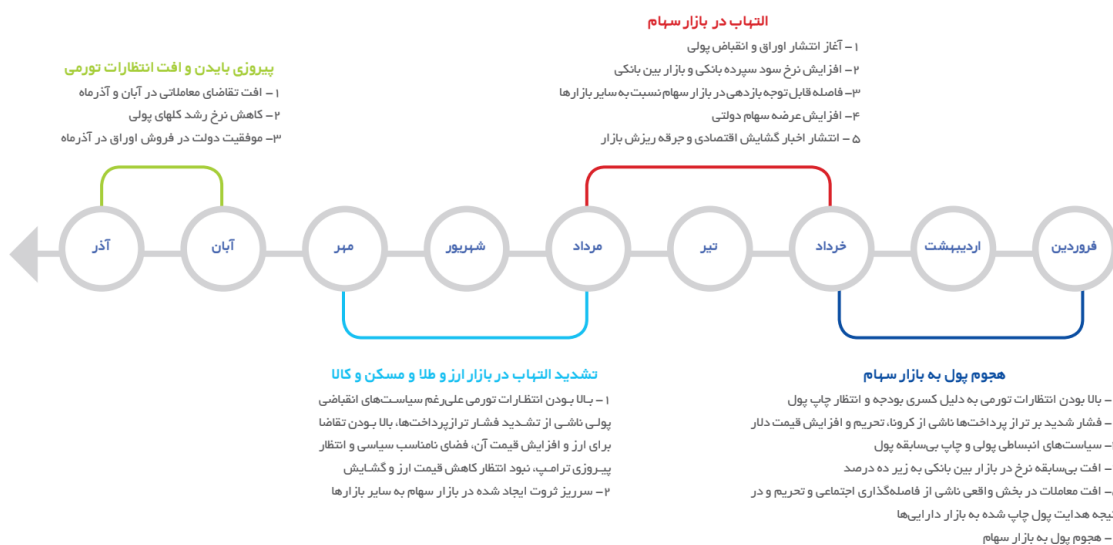 التهاب در بازار سهام
۱- آغاز انتشار اوراق و انقباض پولی
۲- افزایش نرخ سود سپرده بانکی و بازار بین بانکی
۳- فاصله قابل توجه بازدهی در بازار سهام نسبت به سایر بازارها
۴- افزایش عرضه سهام دولتی
۵- انتشار اخبار گشایش اقتصادی و جرقه ریزش بازار
پیروزی بایدن و افت انتظارات تورمی
۱- افت تقاضای معاملاتی در آبان و آذرماه
۲- کاهش نرخ رشد کلهای پولی
۳- موفقیت دولت در فروش اوراق در آذرماه
فروردین
اردیبهشت
خرداد
تیر
مرداد
شهریور
مهر
آبان
آذر
هجوم پول به بازار سهام
- بالا بودن انتظارات تورمی به دلیل کسری بودجه و انتظار چاپ پول
- فشار شدید بر تراز پرداخت‌ها ناشی از کرونا، تحریم و افزایش قیمت دلار
- سیاست‌های انبساطی پولی و چاپ بی‌سابقه پول
- افت بی‌سابقه نرخ در بازار بین بانکی به زیر ده درصد
- افت معاملات در بخش واقعی ناشی از فاصله‌گذاری اجتماعی و تحریم و در
هدایت پول چاپ شده به بازار دارایی‌ها
- هجوم پول به بازار سهام
تشدید التهاب در بازار ارز و طلا و مسکن و کالا
۱- بالا بودن انتظارات تورمی علی‌رغم سیاست‌های انقباضی
پولی ناشی از تشدید فشار ترازپرداخت‌ها، بالا بودن تقاضا
برای ارز و افزایش قیمت آن، فضای نامناسب سیاسی و انتظار
پیروزی ترامپ، نبود انتظار کاهش قیمت ارز و گشایش
۲- سرریز ثروت ایجاد شده در بازار سهام به سایر بازارها